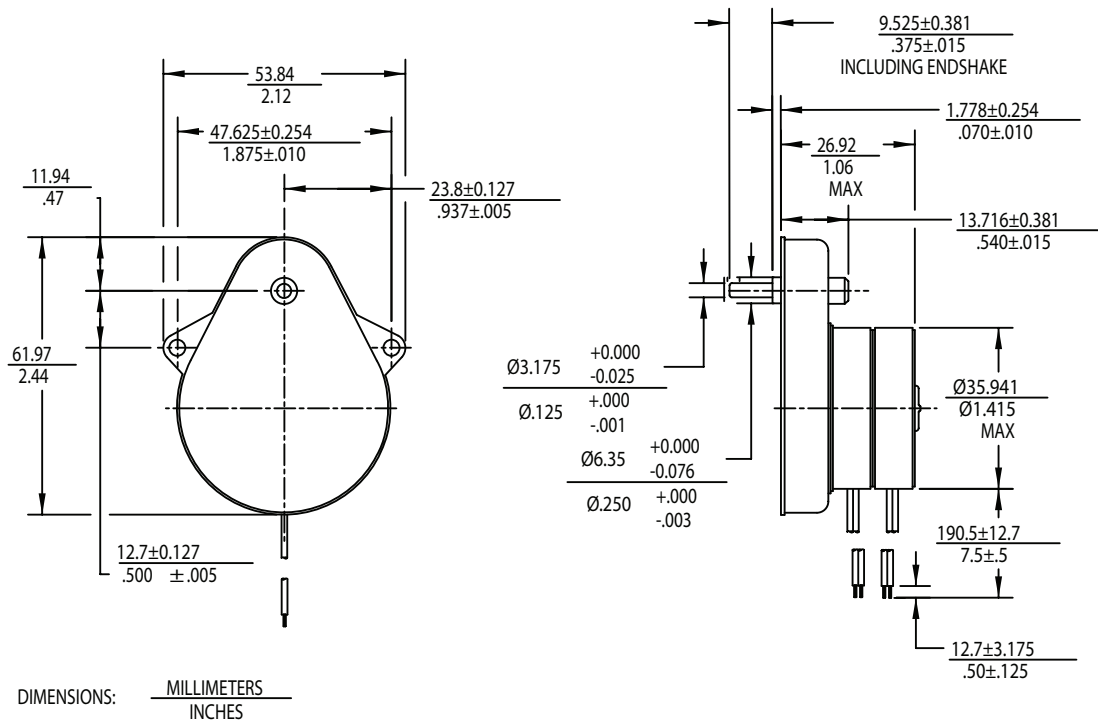 53.84
2.12
47.625±0.254
1.875±.010
11.94
.47
23.8±0.127
.937±.005
61.97
2.44
12.7±0.127
.500 ±.005
9.525±0.381
.375±.015
INCLUDING ENDSHAKE
1.778±0.254
.070±.010
26.92
1.06
MAX
13.716±0.381
.540±.015
Ø3.175 +0.000
-0.025
Ø.125 +.000
-.001
Ø6.35 +0.000
-0.076
Ø.250 +.000
-.003
Ø35.941
Ø1.415
MAX
190.5±12.7
7.5±.5
12.7±3.175
.50±.125
DIMENSIONS: MILLIMETERS
INCHES